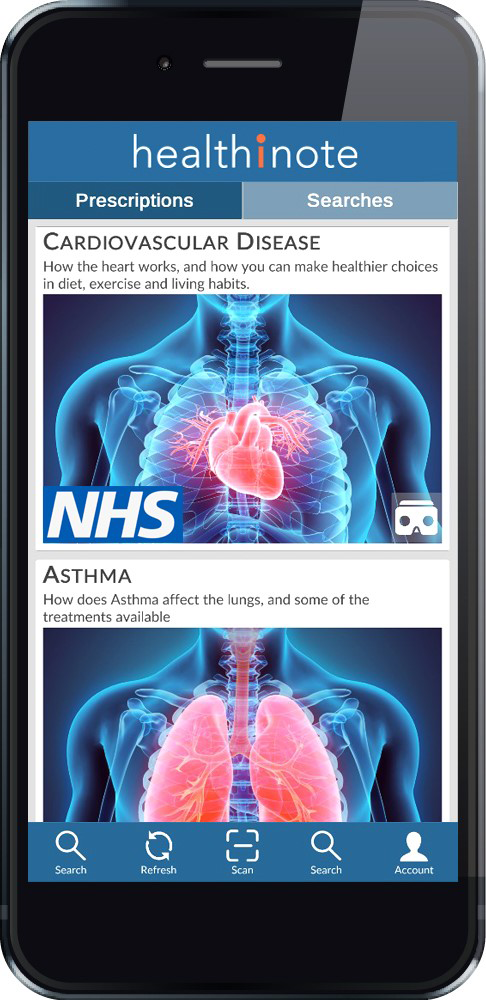 healthinote
Prescriptions
Searches
CARDIOVASCULAR DISEASE
How the heart works, and how you can make healthier choices
in diet, exercise and living habits.
NHS
ASTHMA
How does Asthma affect the lungs, and some of the
treatments available
Search
Refresh
Scan
Search
Account